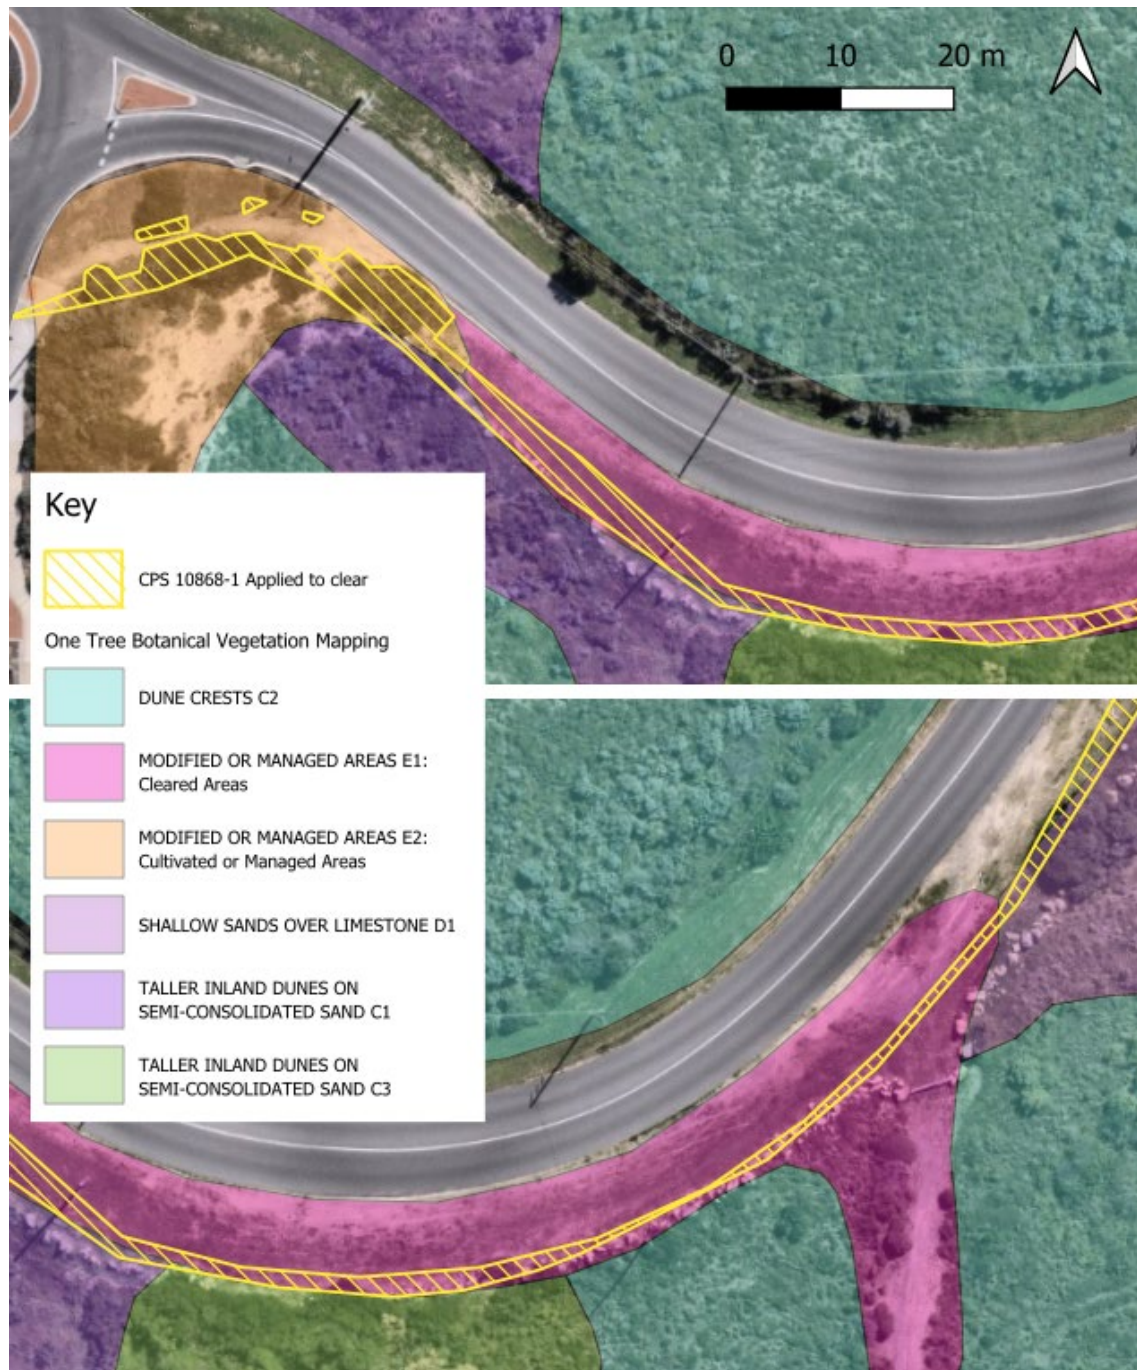 0 10 20 m
Key
CPS 10868-1 Applied to clear
One Tree Botanical Vegetation Mapping
DUNE CRESTS C2
MODIFIED OR MANAGED AREAS E1:
Cleared Areas
MODIFIED OR MANAGED AREAS E2:
Cultivated or Managed Areas
SHALLOW SANDS OVER LIMESTONE D1
TALLER INLAND DUNES ON
SEMI-CONSOLIDATED SAND C1
TALLER INLAND DUNES ON
SEMI-CONSOLIDATED SAND C3